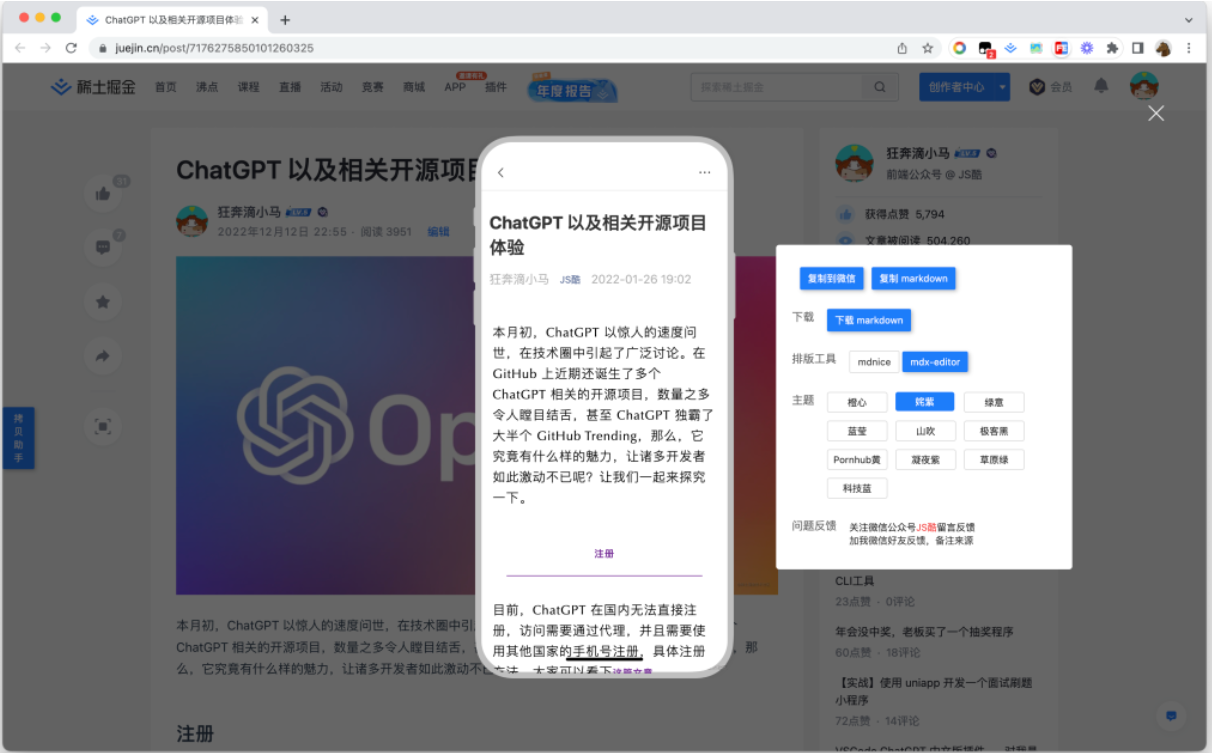 ChatGPT 以及相关开源项目体验
juejin.cn/post/7176275850101260325
2
稀土掘金 首页 沸点 课程 直播 活动 竞赛 商城 APP 插件 年度报告
探索稀土掘金
创作者中心
会员
ChatGPT 以及相关开源项目
狂奔滴小马
2022年12月12日 22:55 · 阅读 3951 编辑
31
7
拷贝助手
Op
本月初，ChatGPT 以惊人的速度问世，在技术圈中引
ChatGPT 相关的开源项目，数量之多令人瞠目结舌，
那
么，它究竟有什么样的魅力，让诸多开发者如此激动不已
注册
ChatGPT 以及相关开源项目
体验
狂奔滴小马 JS酷 2022-01-26 19:02
本月初，ChatGPT 以惊人的速度问
世，在技术圈中引起了广泛讨论。在
GitHub 上近期还诞生了多个
ChatGPT 相关的开源项目，数量之多
令人瞠目结舌，甚至 ChatGPT 独霸了
大半个 GitHub Trending，那么，它
究竟有什么样的魅力，让诸多开发者
如此激动不已呢？让我们一起来探究
一下。
注册
目前，ChatGPT 在国内无法直接注
册，访问需要通过代理，并且需要使
用其他国家的手机号注册，具体注册
方法，大家可以看下这篇文章
狂奔滴小马
前端公众号 @ JS酷
获得点赞 5,794
文章被阅读 504,260
复制到微信 复制 markdown
下载 下载 markdown
排版工具 mdnice mdx-editor
主题 橙心 姹紫 绿意
蓝莹 山吹 极客黑
Pornhub黄 凝夜紫 草原绿
科技蓝
问题反馈 关注微信公众号JS酷留言反馈
加我微信好友反馈，备注来源
CLI工具
23点赞 · 0评论
年会没中奖，老板买了一个抽奖程序
60点赞 · 18评论
【实战】使用 uniapp 开发一个面试刷题
小程序
72点赞 · 14评论
VSCode ChatGPT 中文版插件